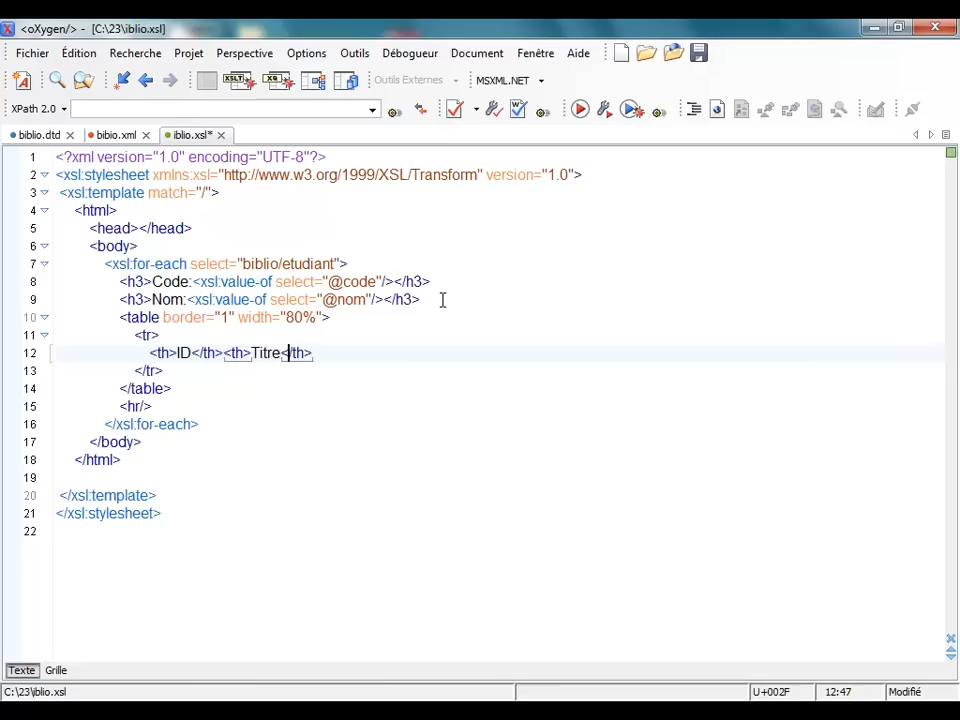 <oXygen/> - [C:\23\iblio.xsl]
Fichier Édition Recherche Projet Perspective Options Outils Débogueur Document Fenêtre Aide
Outils Externes MSXML.NET
XPath 2.0
biblio.dtd bibio.xml iblio.xsl*
1 <?xml version="1.0" encoding="UTF-8"?>
2 <xsl:stylesheet xmlns:xsl="http://www.w3.org/1999/XSL/Transform" version="1.0">
3 <xsl:template match="/">
4 <html>
5 <head></head>
6 <body>
7 <xsl:for-each select="biblio/etudiant">
8 <h3>Code:<xsl:value-of select="@code"/></h3>
9 <h3>Nom:<xsl:value-of select="@nom"/></h3>
10 <table border="1" width="80%">
11 <tr>
12 <th>ID</th><th>Titre</th>
13 </tr>
14 </table>
15 <hr/>
16 </xsl:for-each>
17 </body>
18 </html>
19
20 </xsl:template>
21 </xsl:stylesheet>
22
Texte Grille
C:\23\iblio.xsl U+002F 12:47 Modifié